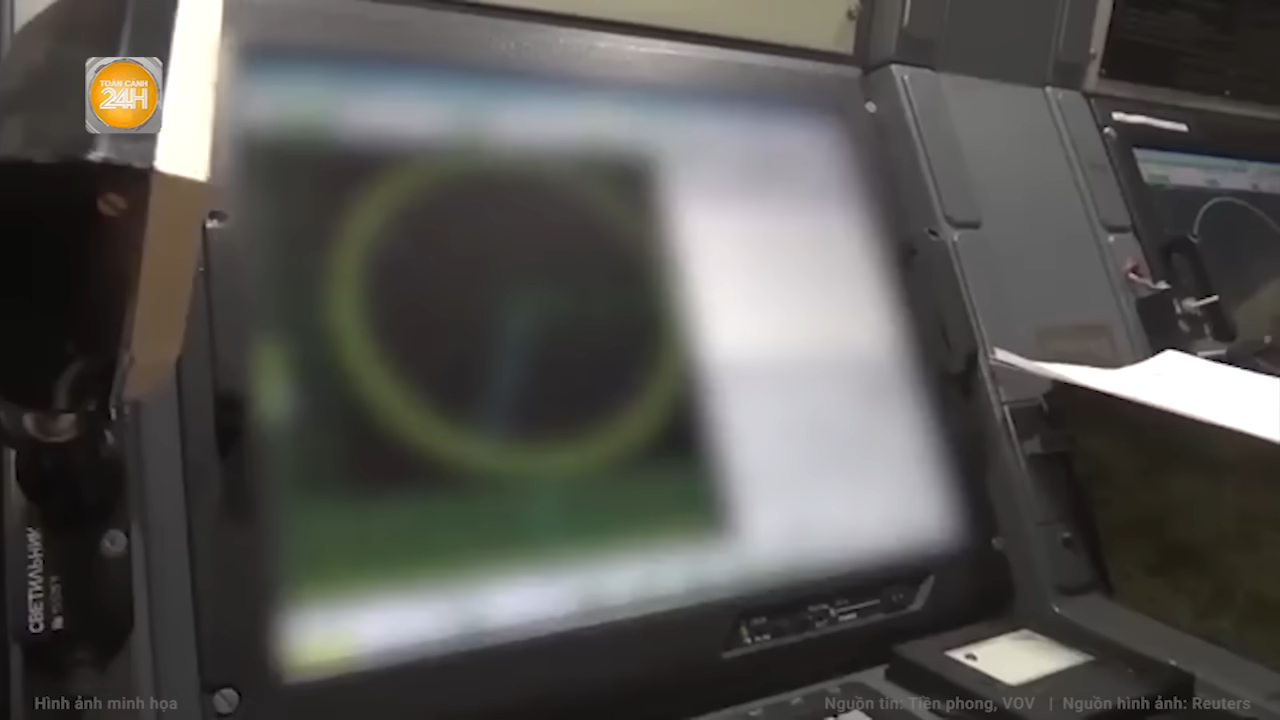 TOÀN CẢNH
24H
СВЕТИЛЬНИК
Hình ảnh minh họa
Nguồn tin: Tiền phong, VOV | Nguồn hình ảnh: Reuters